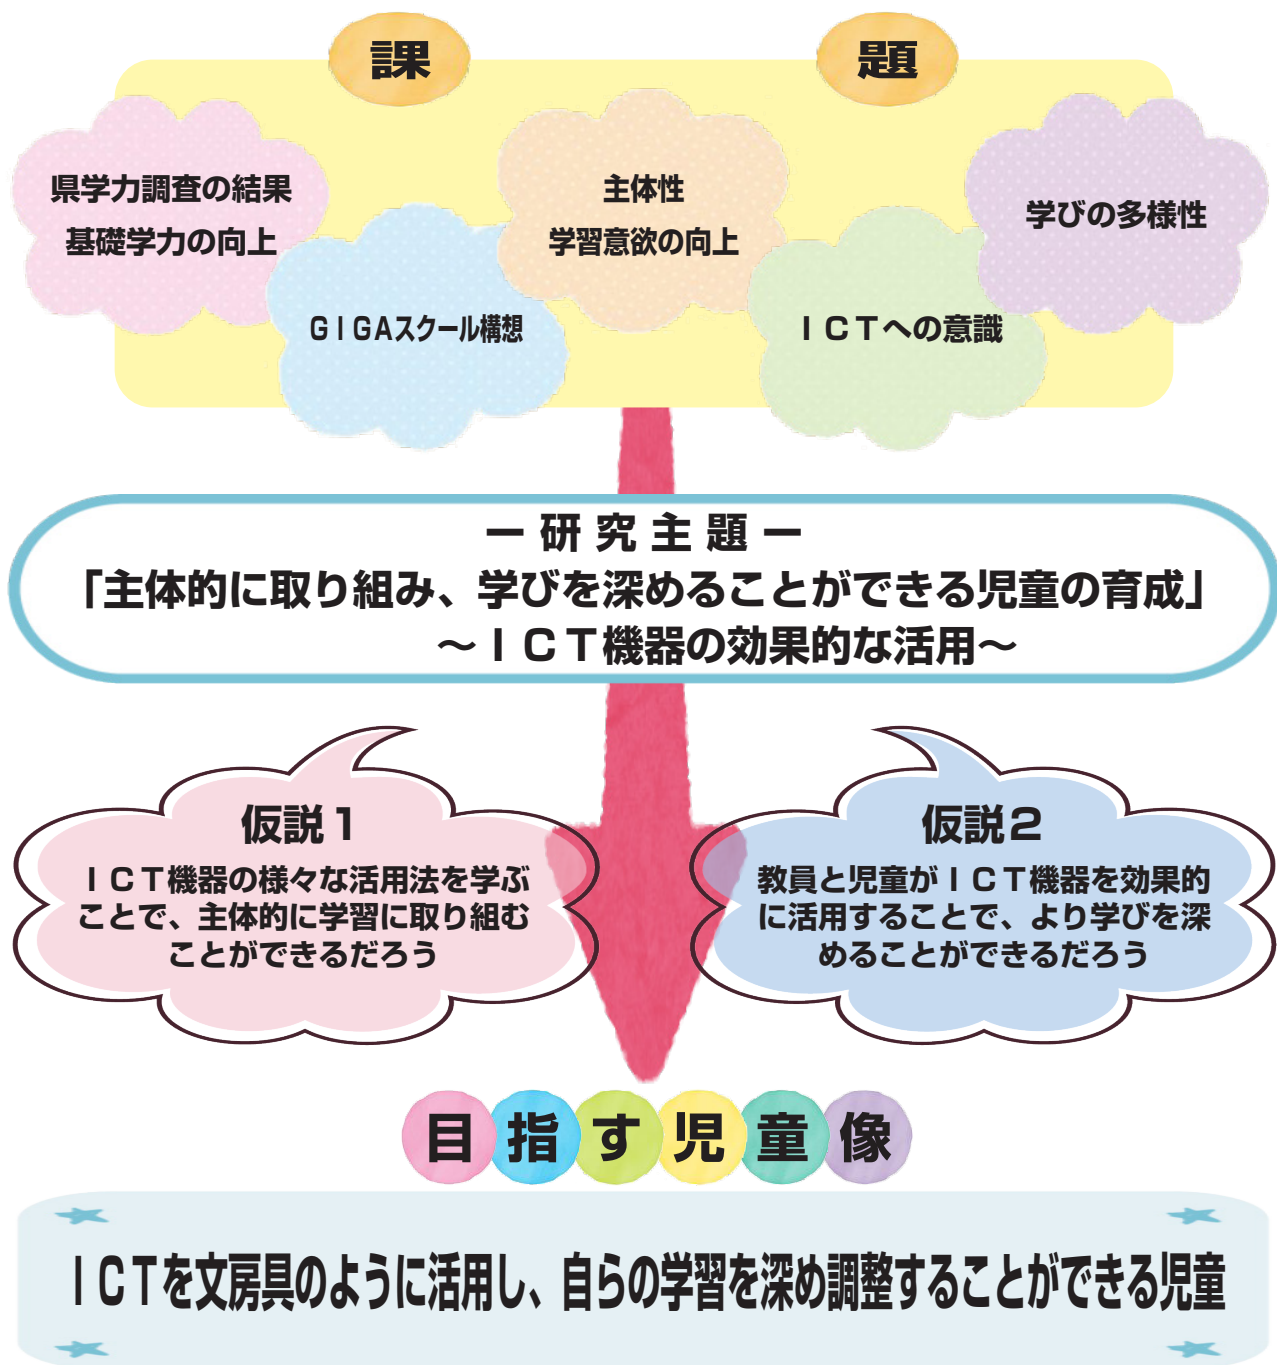 課題
県学力調査の結果
基礎学力の向上
GIGAスクール構想
主体性
学習意欲の向上
ICTへの意識
学びの多様性
ー研究主題ー
「主体的に取り組み、学びを深めることができる児童の育成」
～ICT機器の効果的な活用～
仮説1
ICT機器の様々な活用法を学ぶ
ことで、主体的に学習に取り組む
ことができるだろう
仮説2
教員と児童がICT機器を効果的
に活用することで、より学びを深
めることができるだろう
目指す児童像
ICTを文房具のように活用し、自らの学習を深め調整することができる児童